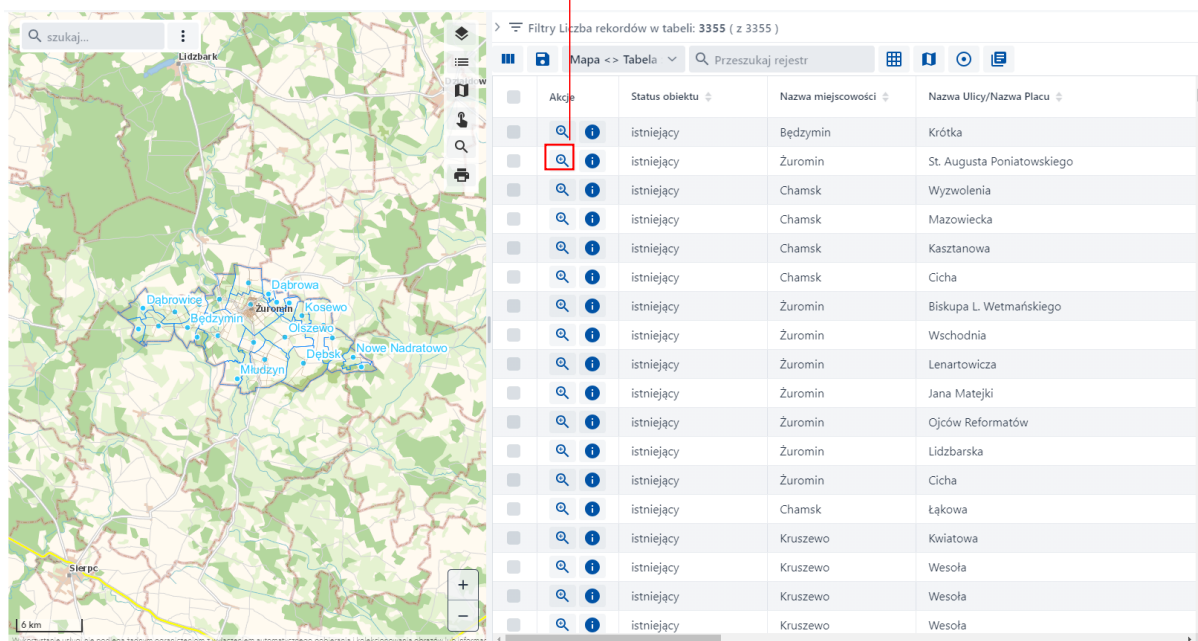 szukaj...
Lidzbark
Dąbrowa
Dąbrowice
Kosewo
Żuromin
Będzymin
Olszewo
Nowe Nadratowo
Dębsk
Młudzyn
Sierpc
+
−
6 km
Filtry Liczba rekordów w tabeli: 3355 ( z 3355 )
Mapa <> Tabela Przeszukaj rejestr
Akcje Status obiektu Nazwa miejscowości Nazwa Ulicy/Nazwa Placu
istniejący Będzymin Krótka
istniejący Żuromin St. Augusta Poniatowskiego
istniejący Chamsk Wyzwolenia
istniejący Chamsk Mazowiecka
istniejący Chamsk Kasztanowa
istniejący Chamsk Cicha
istniejący Żuromin Biskupa L. Wetmańskiego
istniejący Żuromin Wschodnia
istniejący Żuromin Lenartowicza
istniejący Żuromin Jana Matejki
istniejący Żuromin Ojców Reformatów
istniejący Żuromin Lidzbarska
istniejący Żuromin Cicha
istniejący Chamsk Łąkowa
istniejący Kruszewo Kwiatowa
istniejący Kruszewo Wesoła
istniejący Kruszewo Wesoła
istniejący Kruszewo Wesoła